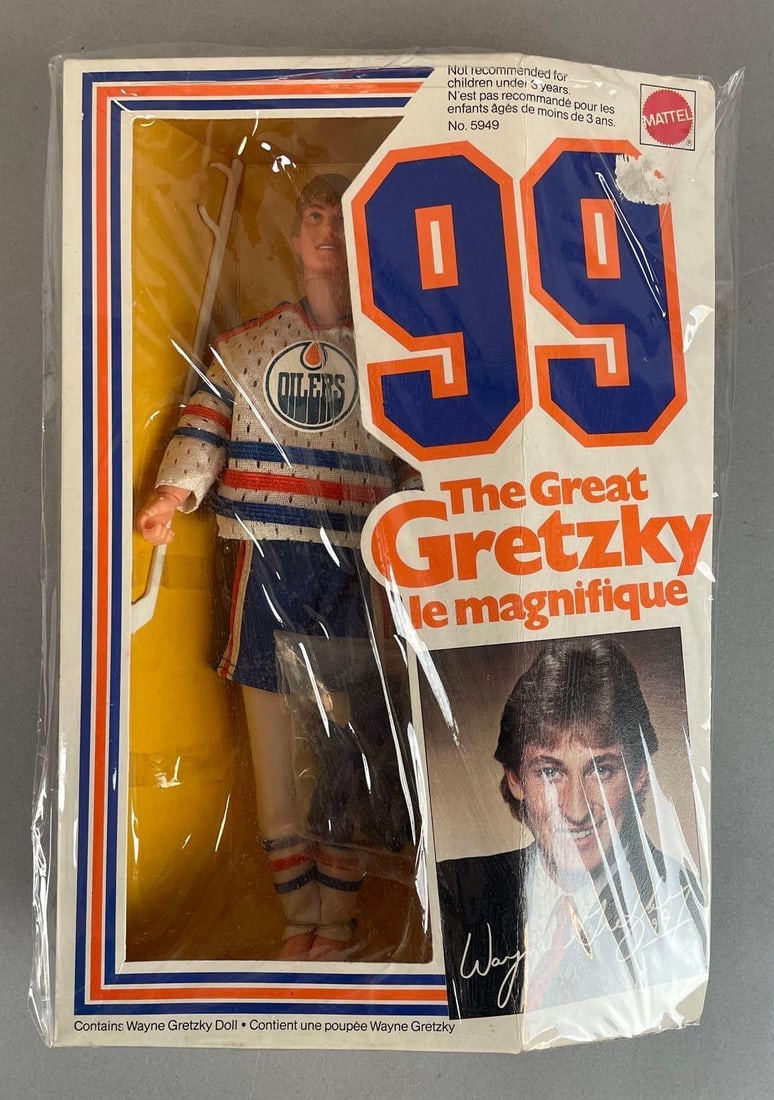 Not recommended for
children under 3 years.
N'est pas recommandé pour les
enfants âgés de moins de 3 ans.
No. 5949
MATTEL
®
99
OILERS
The Great
Gretzky
le magnifique
Wayne Gretzky
Contains Wayne Gretzky Doll • Contient une poupée Wayne Gretzky